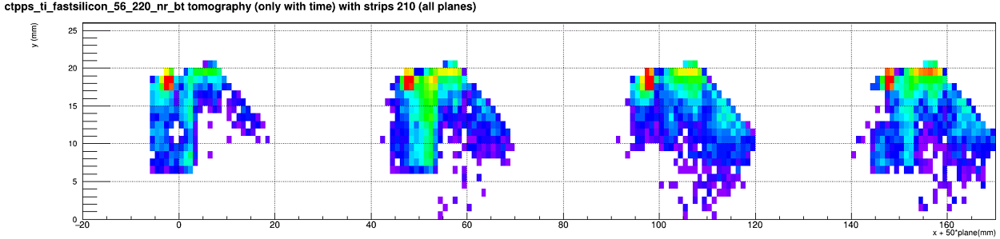 ctpps_ti_fastsilicon_56_220_nr_bt tomography (only with time) with strips 210 (all planes)
y (mm)
25
20
15
10
5
0
−20 0 20 40 60 80 100 120 140 160
x + 50*plane(mm)